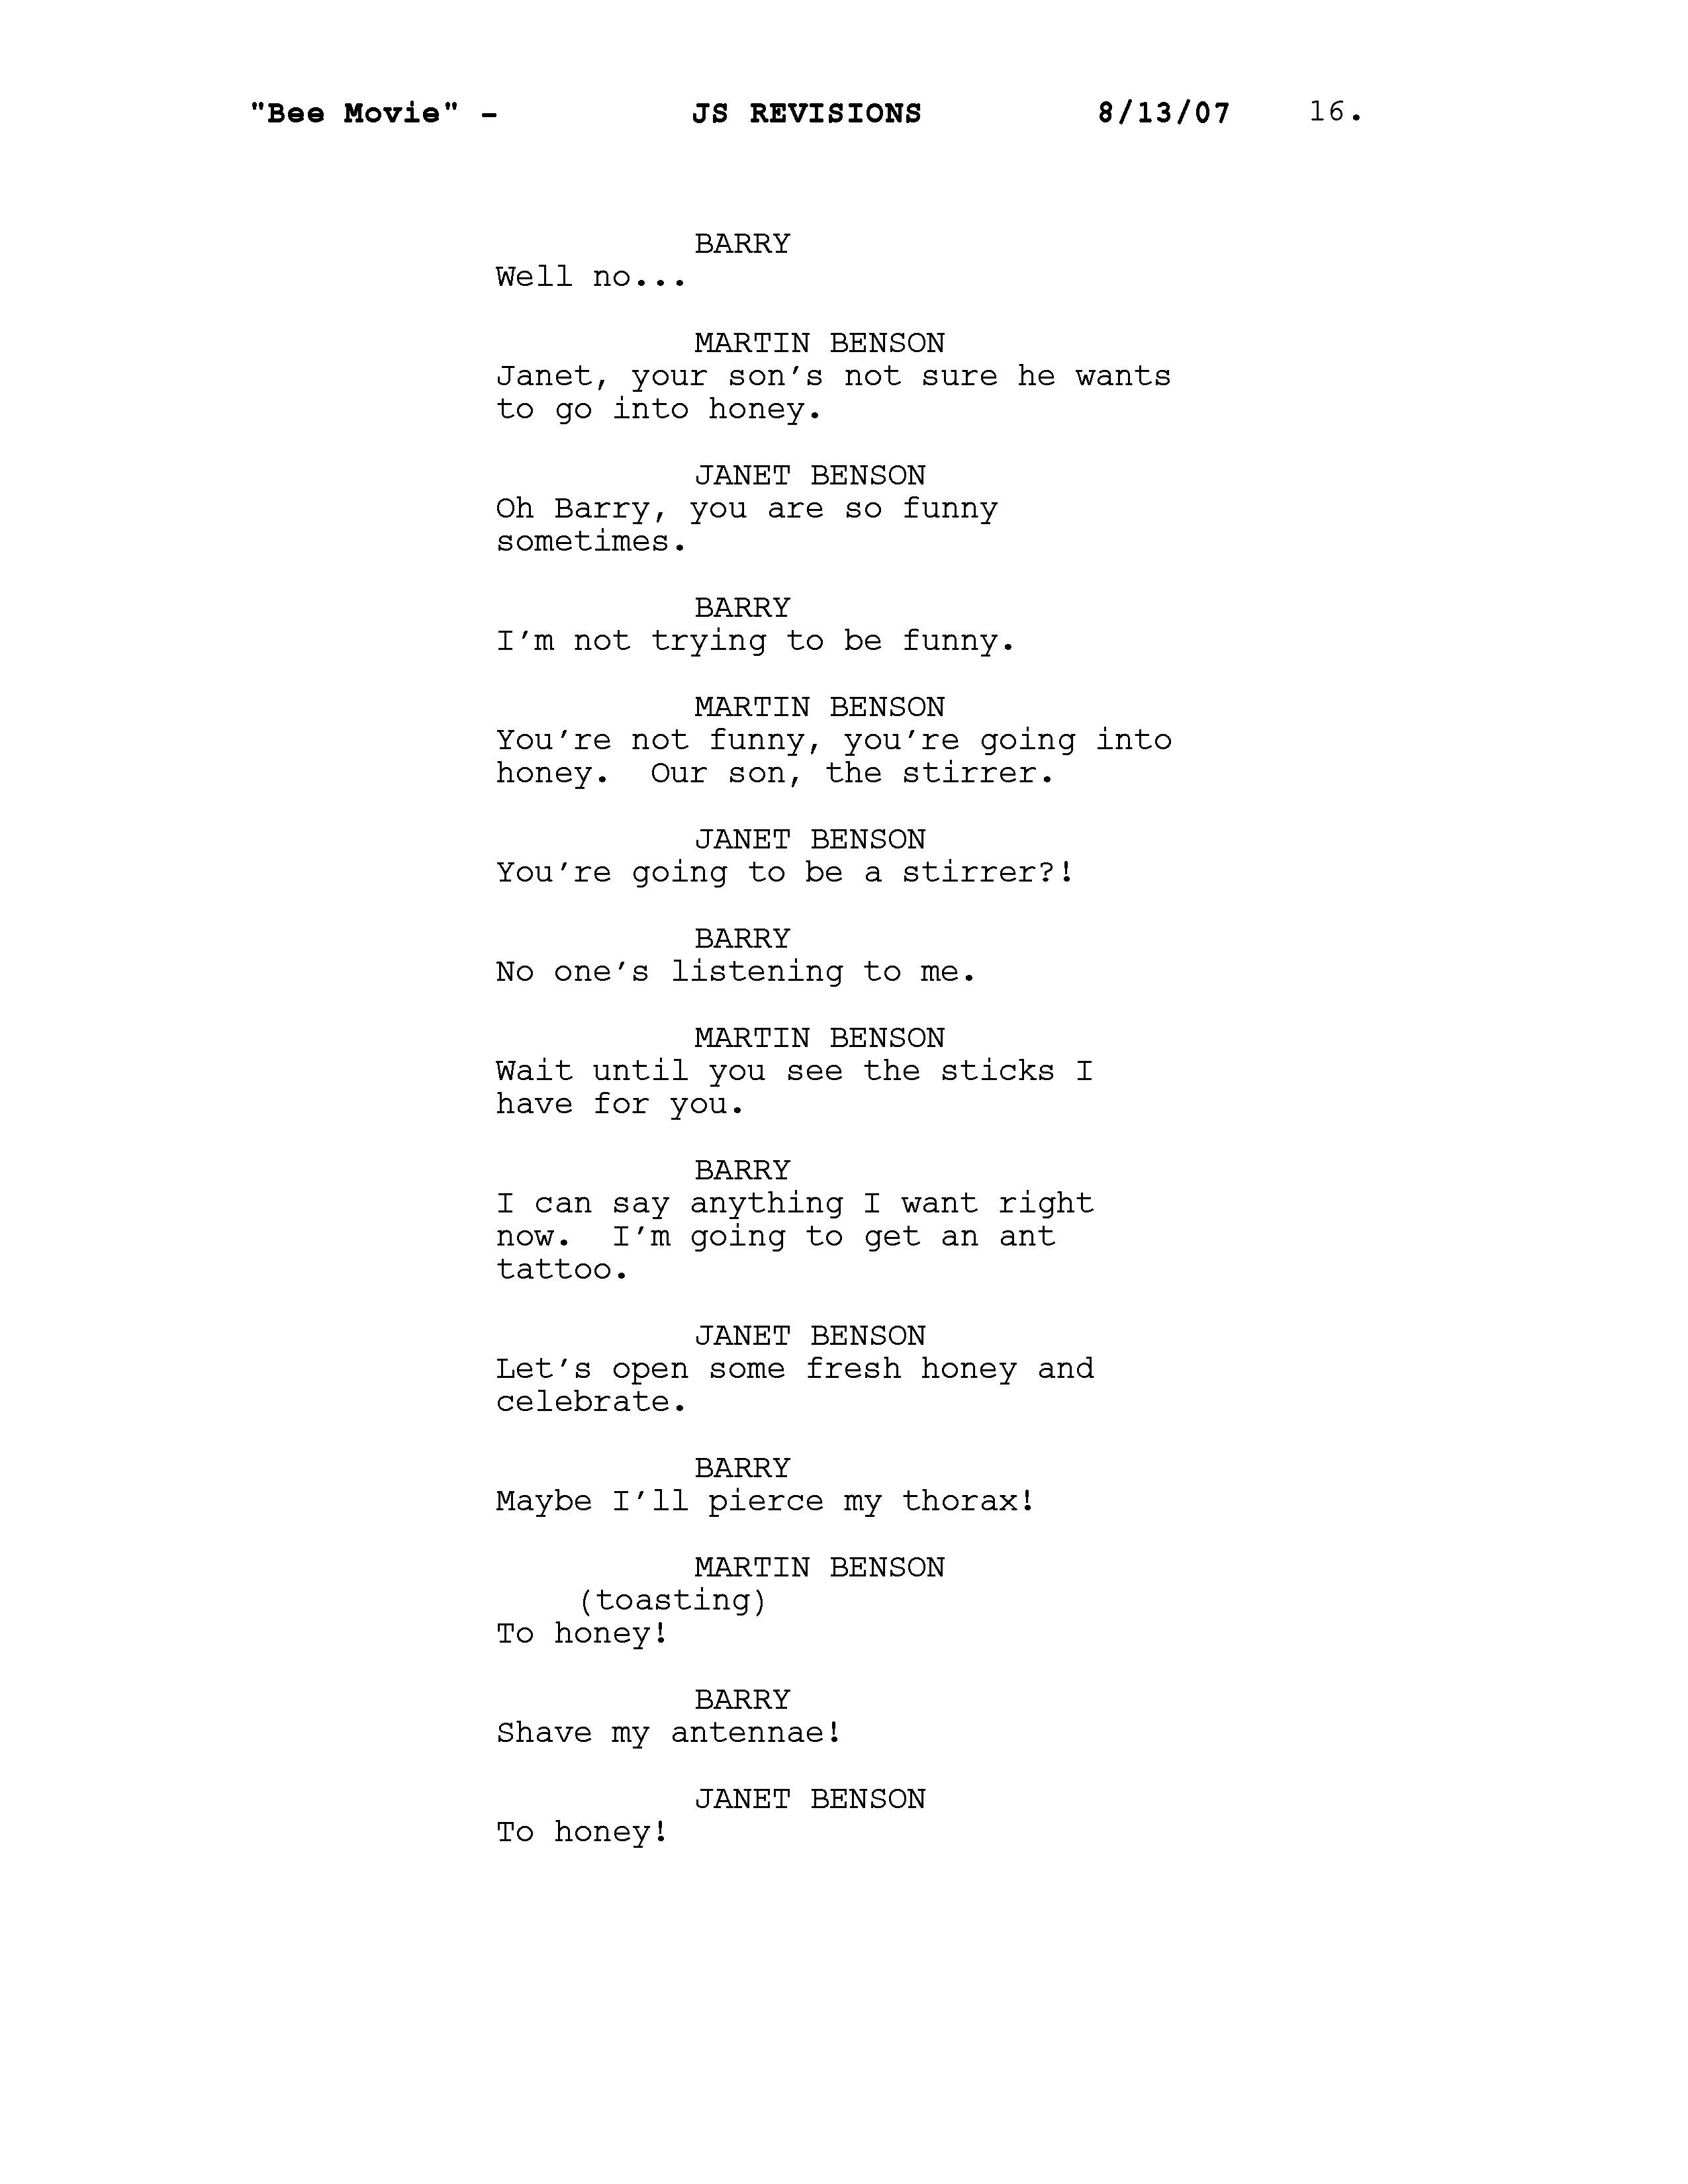 "Bee Movie" - JS REVISIONS 8/13/07 16.
BARRY
Well no...
MARTIN BENSON
Janet, your son's not sure he wants
to go into honey.
JANET BENSON
Oh Barry, you are so funny
sometimes.
BARRY
I'm not trying to be funny.
MARTIN BENSON
You're not funny, you're going into
honey.  Our son, the stirrer.
JANET BENSON
You're going to be a stirrer?!
BARRY
No one's listening to me.
MARTIN BENSON
Wait until you see the sticks I
have for you.
BARRY
I can say anything I want right
now.  I'm going to get an ant
tattoo.
JANET BENSON
Let's open some fresh honey and
celebrate.
BARRY
Maybe I'll pierce my thorax!
MARTIN BENSON
(toasting)
To honey!
BARRY
Shave my antennae!
JANET BENSON
To honey!